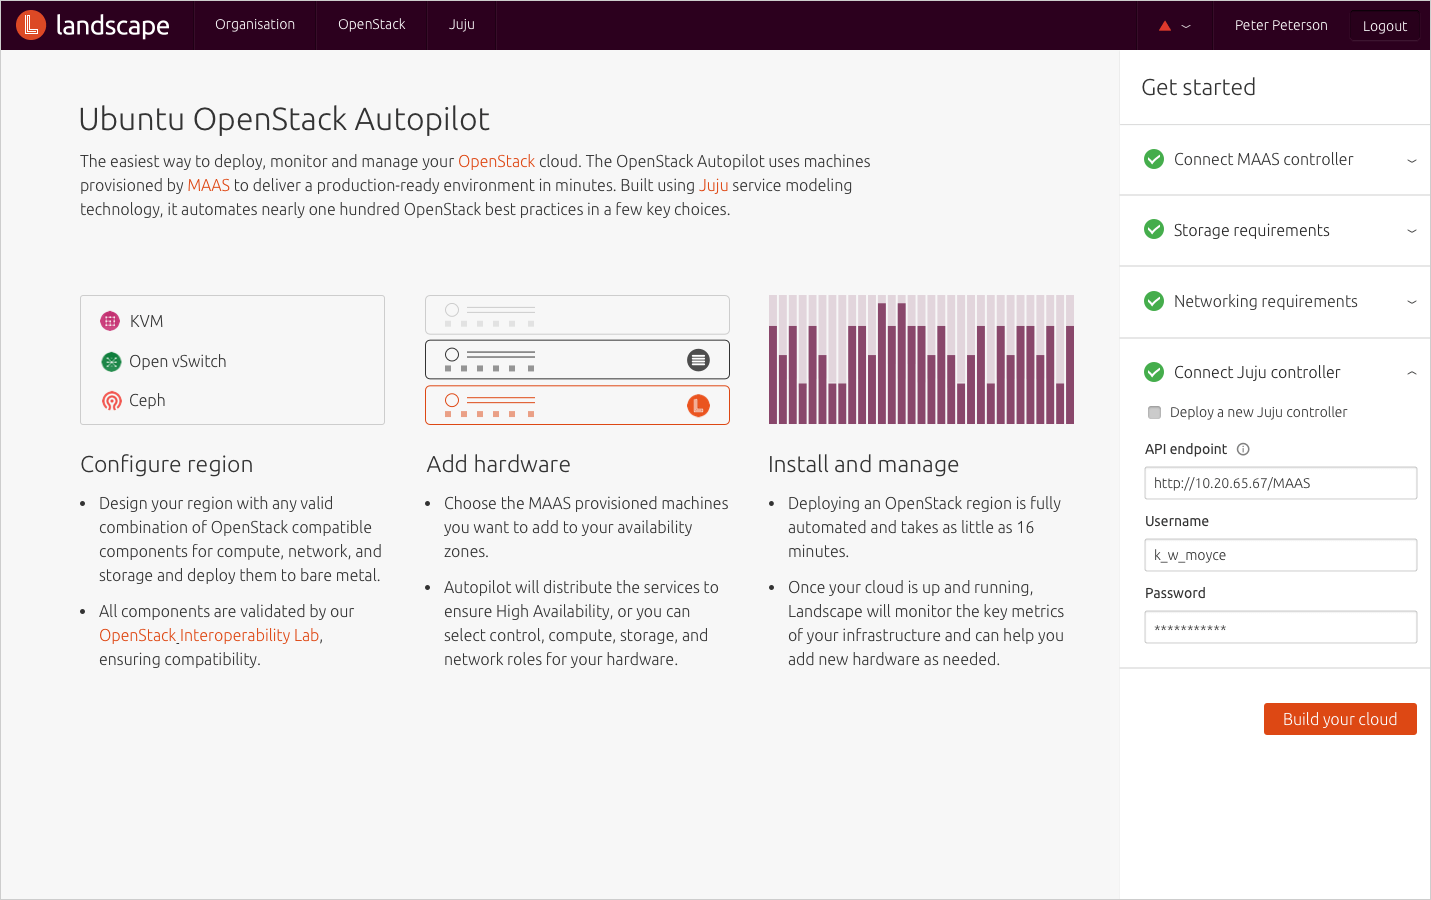 landscape
Organisation
OpenStack
Juju
Peter Peterson
Logout
Ubuntu OpenStack Autopilot
The easiest way to deploy, monitor and manage your OpenStack cloud. The OpenStack Autopilot uses machines
provisioned by MAAS to deliver a production-ready environment in minutes. Built using Juju service modeling
technology, it automates nearly one hundred OpenStack best practices in a few key choices.
KVM
Open vSwitch
Ceph
Configure region
• Design your region with any valid
combination of OpenStack compatible
components for compute, network, and
storage and deploy them to bare metal.
• All components are validated by our
OpenStack Interoperability Lab,
ensuring compatibility.
Add hardware
• Choose the MAAS provisioned machines
you want to add to your availability
zones.
• Autopilot will distribute the services to
ensure High Availability, or you can
select control, compute, storage, and
network roles for your hardware.
Install and manage
• Deploying an OpenStack region is fully
automated and takes as little as 16
minutes.
• Once your cloud is up and running,
Landscape will monitor the key metrics
of your infrastructure and can help you
add new hardware as needed.
Get started
Connect MAAS controller
Storage requirements
Networking requirements
Connect Juju controller
Deploy a new Juju controller
API endpoint
http://10.20.65.67/MAAS
Username
k_w_moyce
Password
***********
Build your cloud